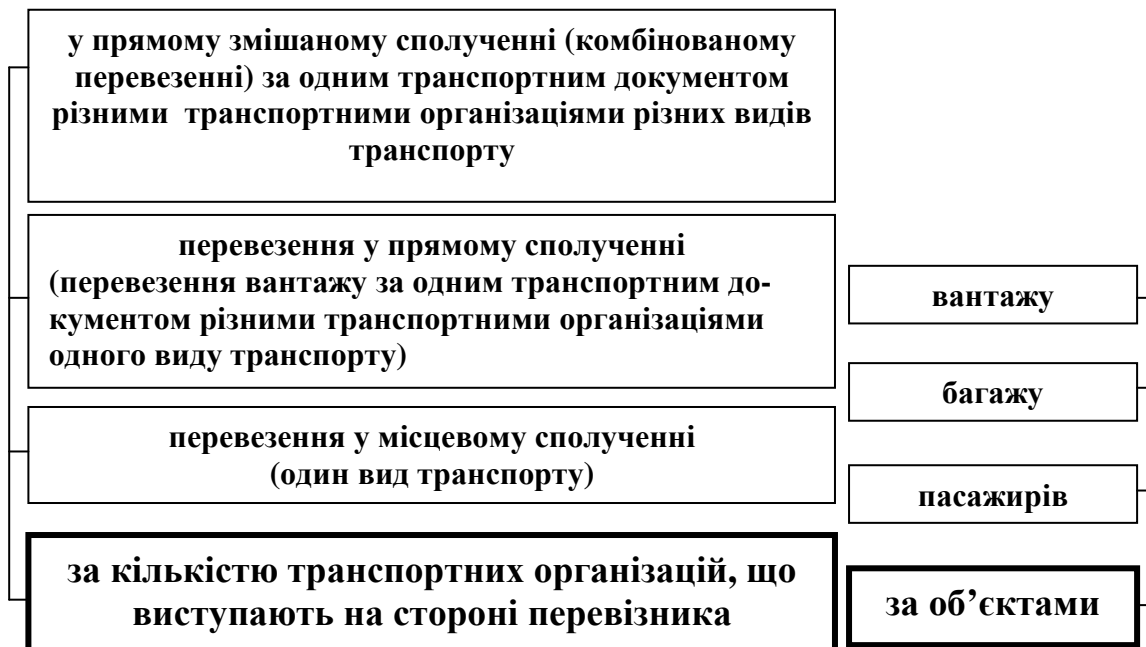 у прямому змішаному сполученні (комбінованому
перевезенні) за одним транспортним документом
різними транспортними організаціями різних видів
транспорту
перевезення у прямому сполученні
(перевезення вантажу за одним транспортним до-
кументом різними транспортними організаціями
одного виду транспорту)
перевезення у місцевому сполученні
(один вид транспорту)
за кількістю транспортних організацій, що
виступають на стороні перевізника
вантажу
багажу
пасажирів
за об’єктами